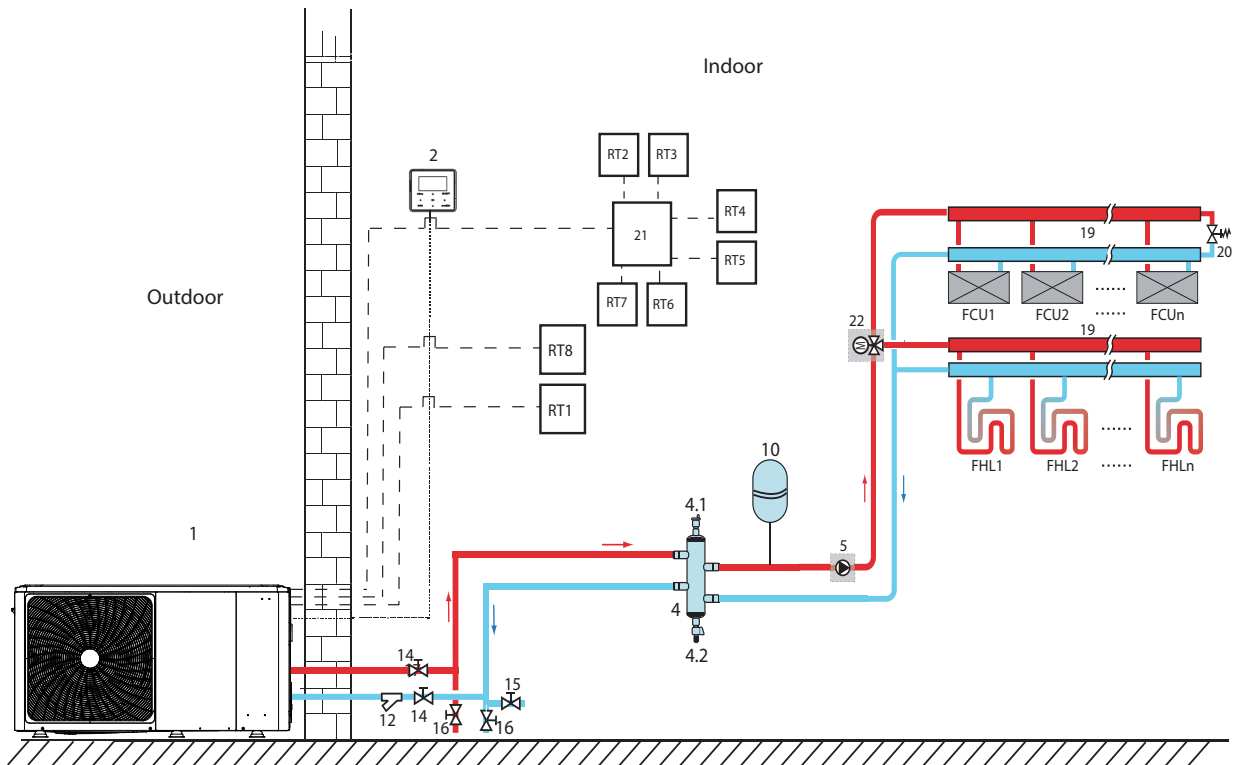 Indoor
RT2
RT3
2
RT4
21
19
20
RT5
Outdoor
RT7
RT6
FCU1
FCU2
......
......
FCUn
22
19
RT8
RT1
......
10
FHL1
FHL2
......
FHLn
4.1
1
5
4
4.2
14
15
12
14
16
16